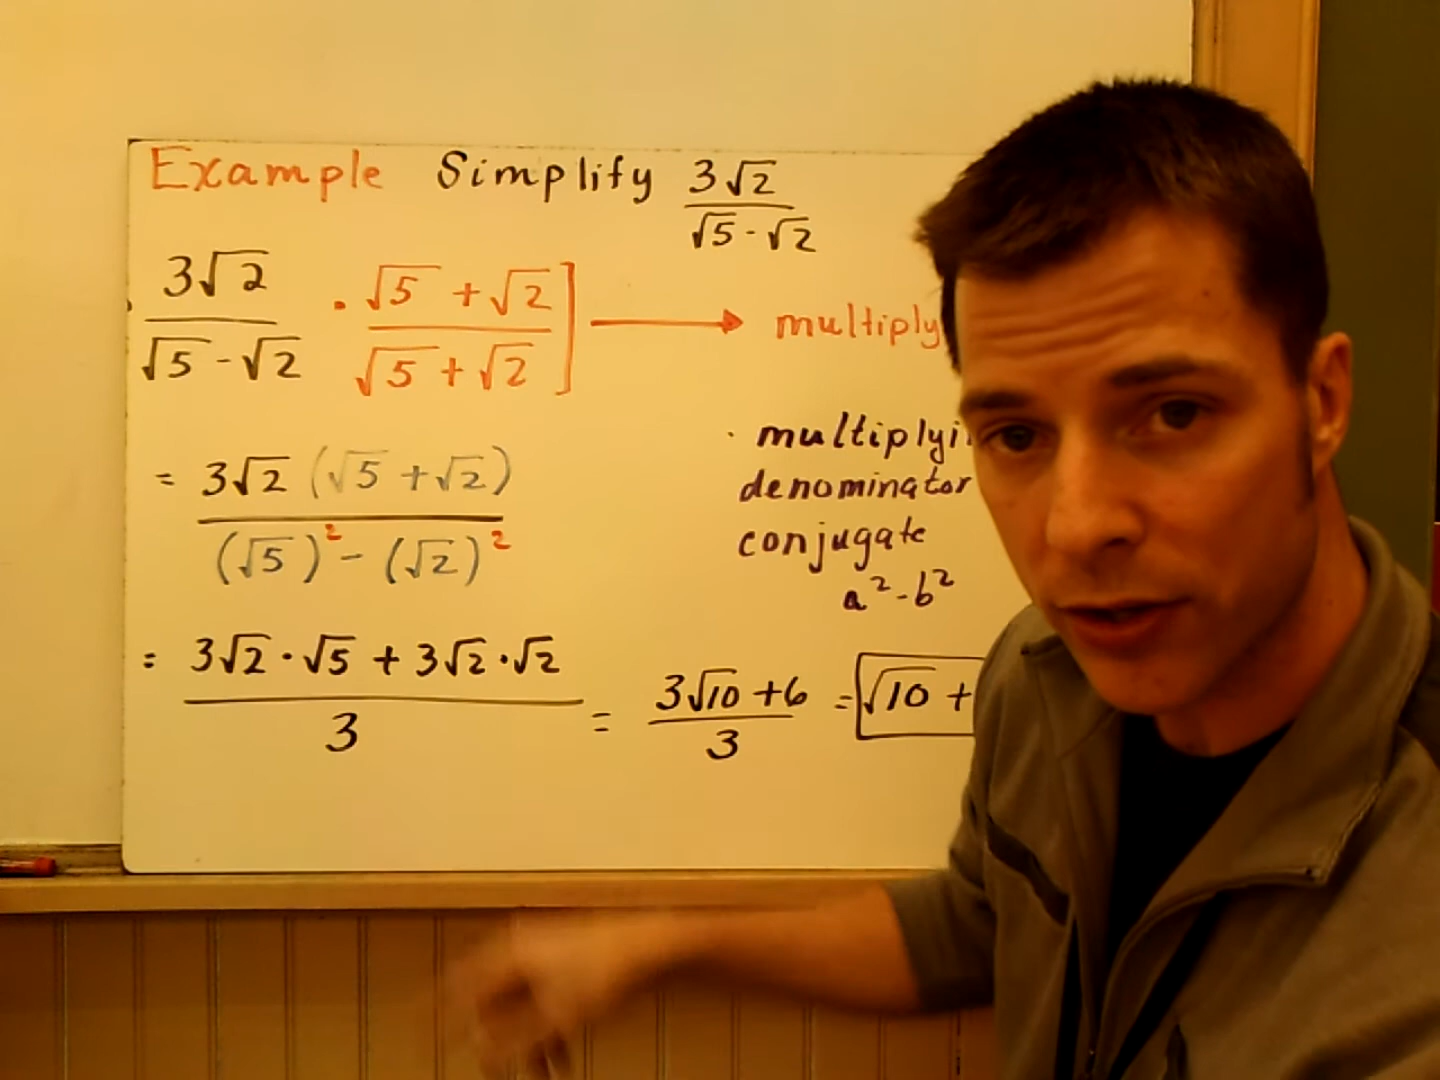 Example Simplify 3√2 / √5-√2
3√2 / √5-√2 · √5+√2 / √5+√2] → multiply
= 3√2 (√5+√2) / (√5)² - (√2)²
· multiplyi
denominator
conjugate
a²-b²
= 3√2·√5 + 3√2·√2 / 3 = 3√10+6 / 3 = √10 +